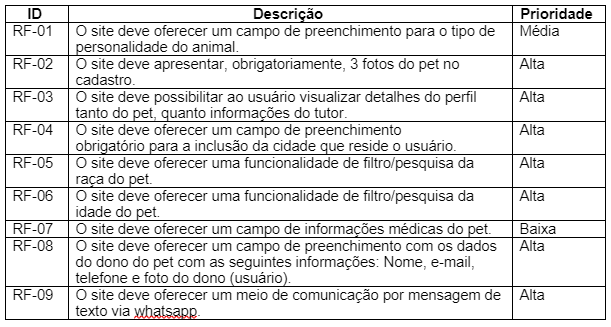 ID Descrição Prioridade
RF-01 O site deve oferecer um campo de preenchimento para o tipo de Média
personalidade do animal.
RF-02 O site deve apresentar, obrigatoriamente, 3 fotos do pet no Alta
cadastro.
RF-03 O site deve possibilitar ao usuário visualizar detalhes do perfil Alta
tanto do pet, quanto informações do tutor.
RF-04 O site deve oferecer um campo de preenchimento Alta
obrigatório para a inclusão da cidade que reside o usuário.
RF-05 O site deve oferecer uma funcionalidade de filtro/pesquisa da Alta
raça do pet.
RF-06 O site deve oferecer uma funcionalidade de filtro/pesquisa da Alta
idade do pet.
RF-07 O site deve oferecer um campo de informações médicas do pet. Baixa
RF-08 O site deve oferecer um campo de preenchimento com os dados Alta
do dono do pet com as seguintes informações: Nome, e-mail,
telefone e foto do dono (usuário).
RF-09 O site deve oferecer um meio de comunicação por mensagem de Alta
texto via whatsapp.